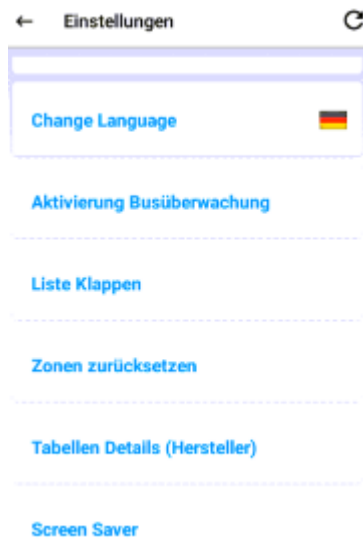 Einstellungen
Change Language
Aktivierung Busüberwachung
Liste Klappen
Zonen zurücksetzen
Tabellen Details (Hersteller)
Screen Saver